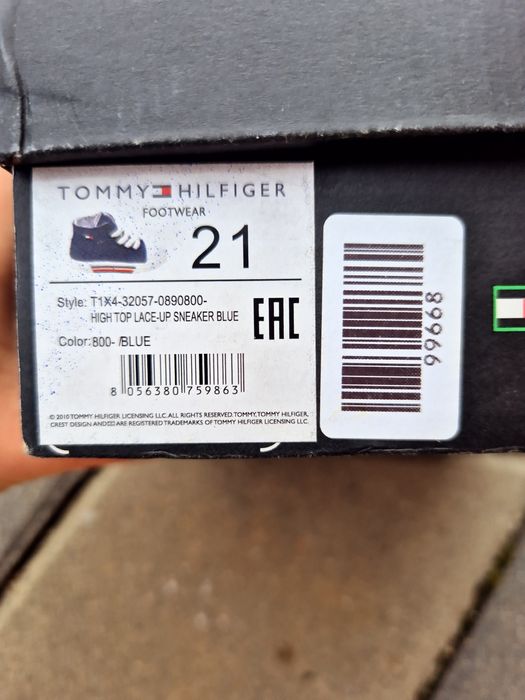 TOMMY HILFIGER
FOOTWEAR
21
Style: T1X4-32057-0890800-
HIGH TOP LACE-UP SNEAKER BLUE
Color: 800- /BLUE
EAC
8 056380 759863
© 2010 TOMMY HILFIGER LICENSING LLC. ALL RIGHTS RESERVED. TOMMY, TOMMY HILFIGER,
CREST DESIGN AND ARE REGISTERED TRADEMARKS OF TOMMY HILFIGER LICENSING LLC.
99668